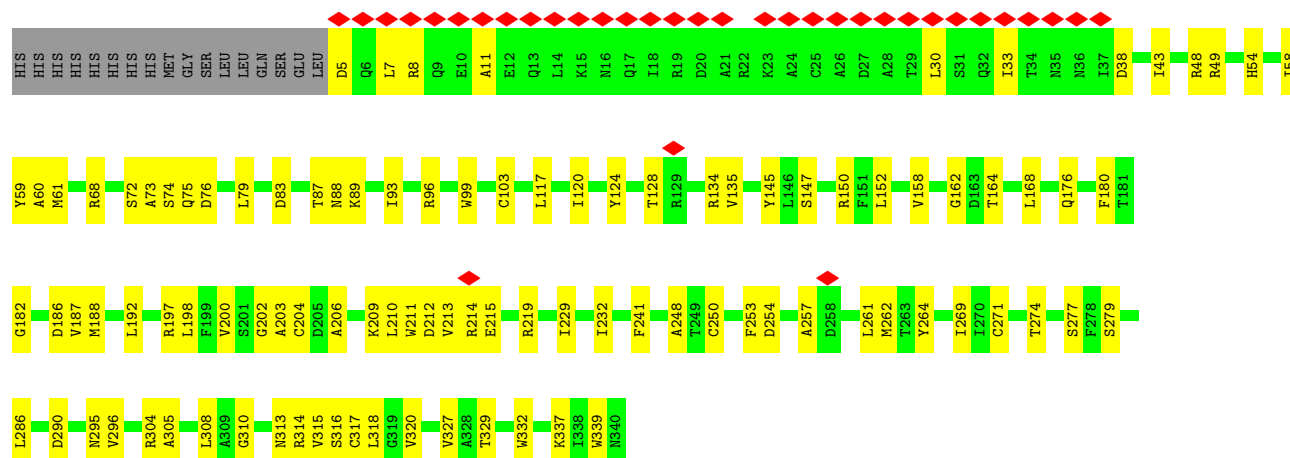 HIS HIS HIS HIS HIS HIS HIS HIS MET GLY SER LEU LEU GLN SER GLU LEU D5 Q6 L7 R8 Q9 E10 A11 E12 Q13 L14 K15 N16 Q17 I18 R19 D20 A21 R22 K23 A24 C25 A26 D27 A28 T29 L30 S31 Q32 I33 T34 N35 N36 I37 D38 I43 R48 R49 H54 I58
Y59 A60 M61 R68 S72 A73 S74 Q75 D76 L79 D83 T87 N88 K89 I93 R96 W99 C103 L117 I120 Y124 T128 R129 R134 V135 Y145 L146 S147 R150 F151 L152 V158 G162 D163 T164 L168 Q176 F180 T181
G182 D186 V187 M188 L192 R197 L198 F199 V200 S201 G202 A203 C204 D205 A206 K209 L210 W211 D212 V213 R214 E215 R219 I229 I232 F241 A248 T249 C250 F253 D254 A257 D258 L261 M262 T263 Y264 I269 I270 C271 T274 S277 F278 S279
L286 D290 N295 V296 R304 A305 L308 A309 G310 N313 R314 V315 S316 C317 L318 G319 V320 V327 A328 T329 W332 K337 I338 W339 N340